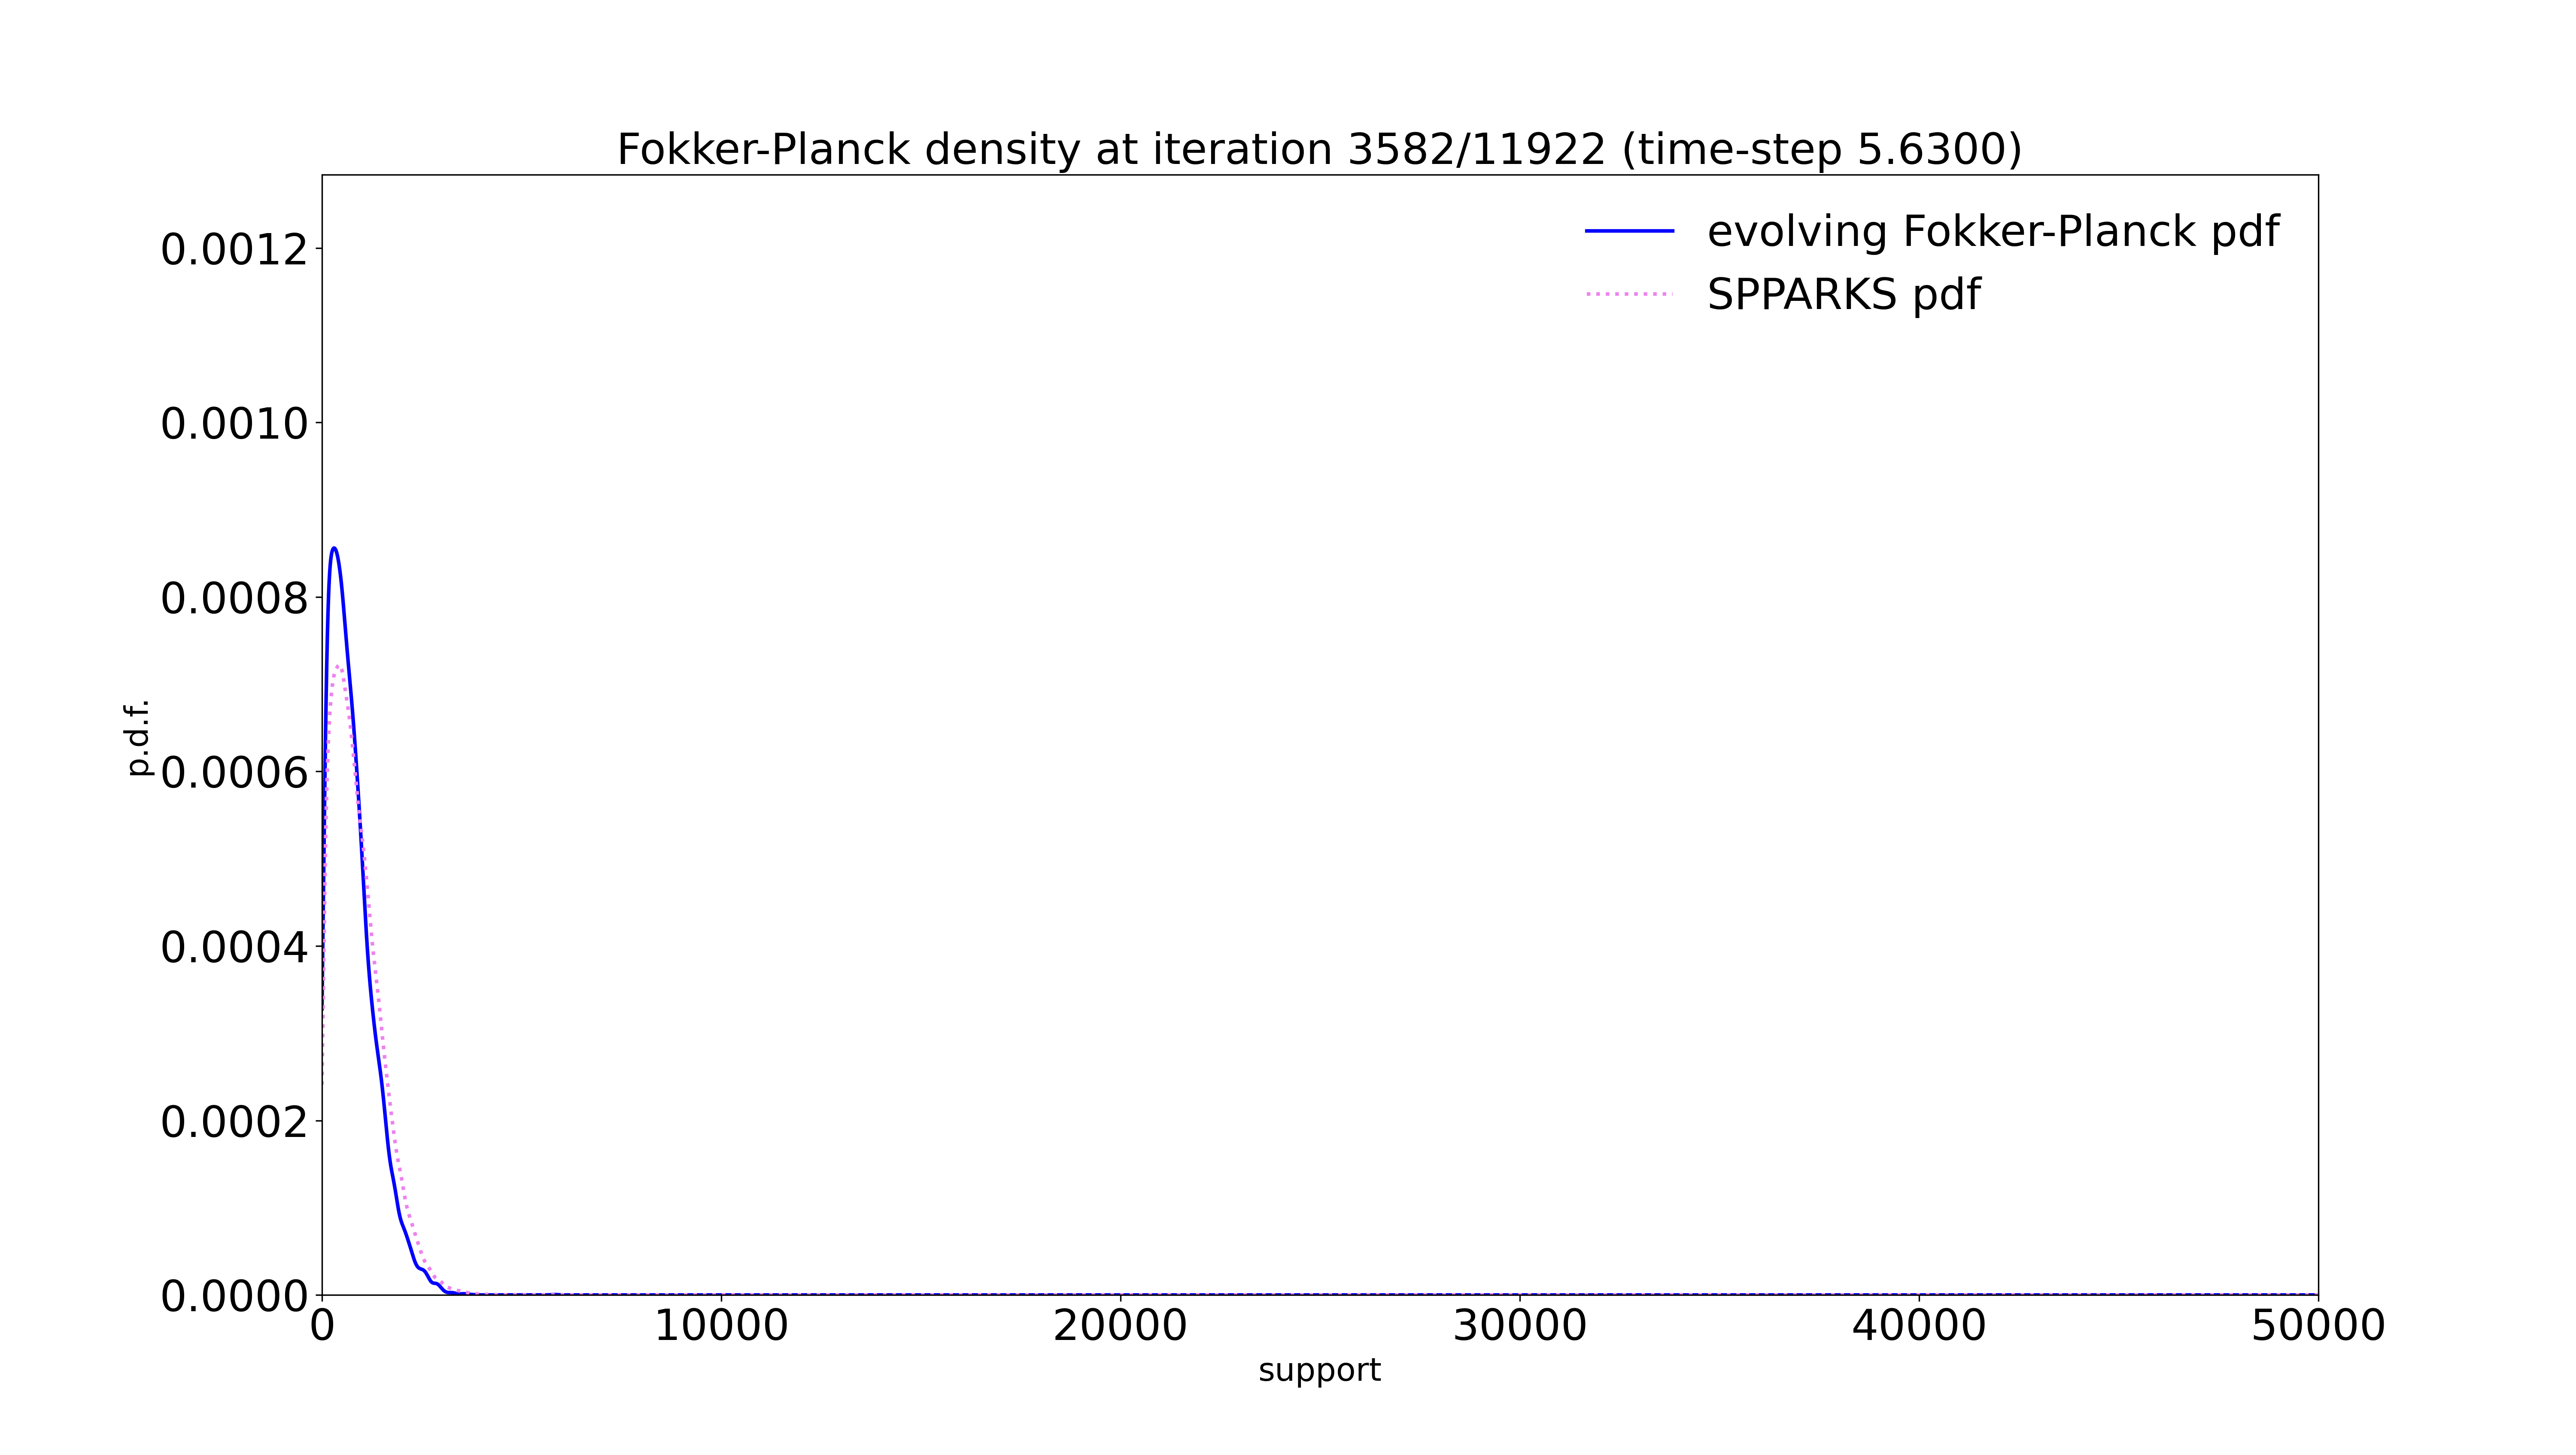 Fokker-Planck density at iteration 3582/11922 (time-step 5.6300)
evolving Fokker-Planck pdf
SPPARKS pdf
p.d.f.
0.0012
0.0010
0.0008
0.0006
0.0004
0.0002
0.0000
0 10000 20000 30000 40000 50000
support